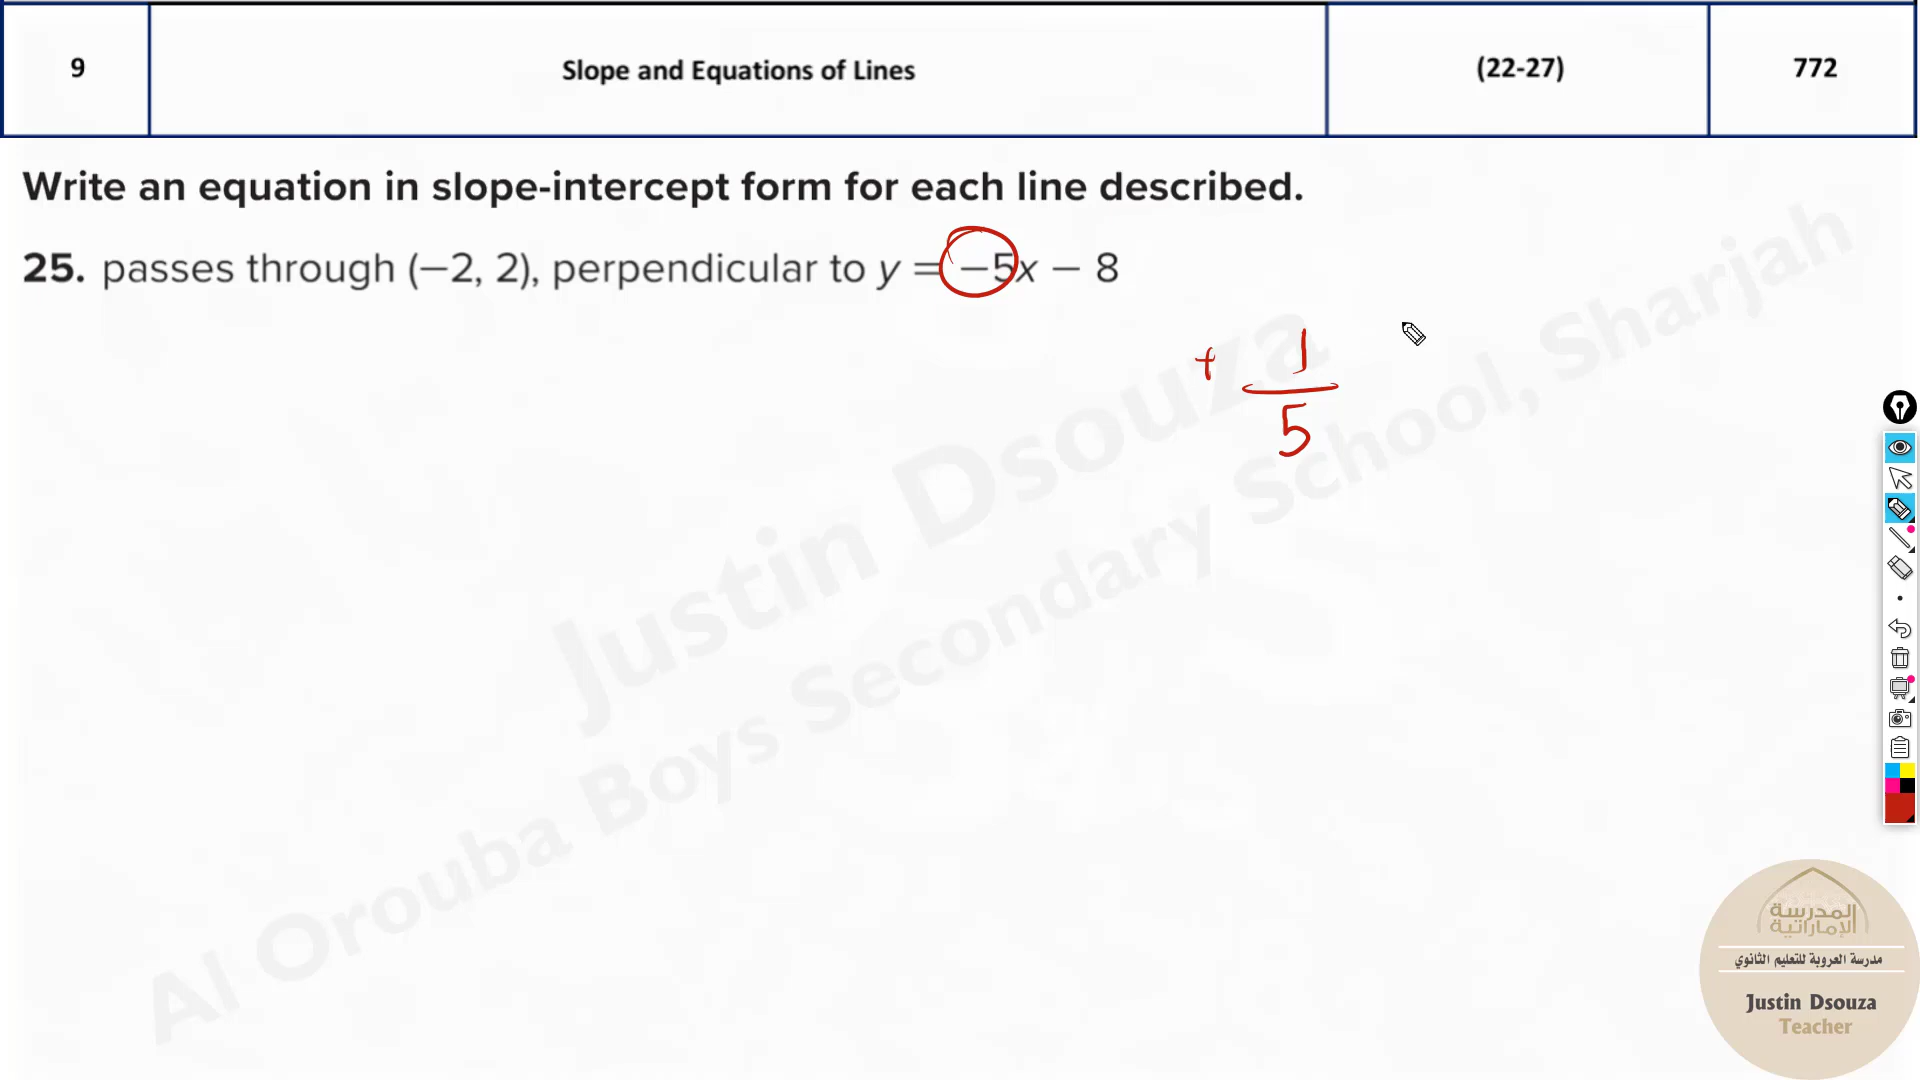 9
Slope and Equations of Lines
(22-27)
772
Write an equation in slope-intercept form for each line described.
25. passes through (−2, 2), perpendicular to y = −5x − 8
+ 1
5
Justin Dsouza
Al Orouba Boys Secondary School, Sharjah
المدرسة
الإماراتية
مدرسة العروبة للتعليم الثانوي
Justin Dsouza
Teacher